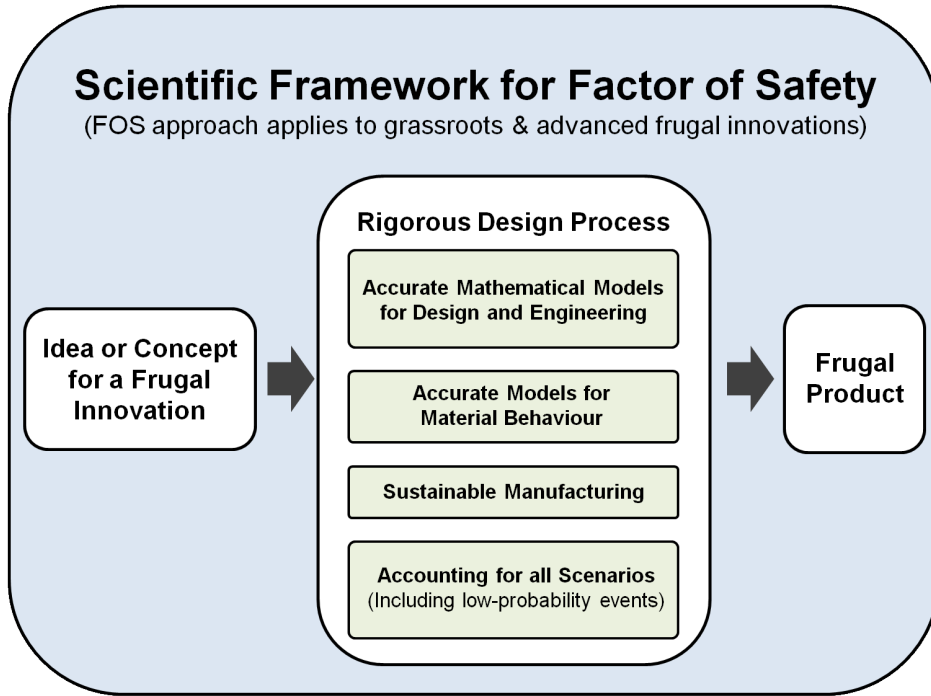 Scientific Framework for Factor of Safety
(FOS approach applies to grassroots & advanced frugal innovations)
Idea or Concept
for a Frugal
Innovation
Rigorous Design Process
Accurate Mathematical Models
for Design and Engineering
Accurate Models for
Material Behaviour
Sustainable Manufacturing
Accounting for all Scenarios
(Including low-probability events)
Frugal
Product